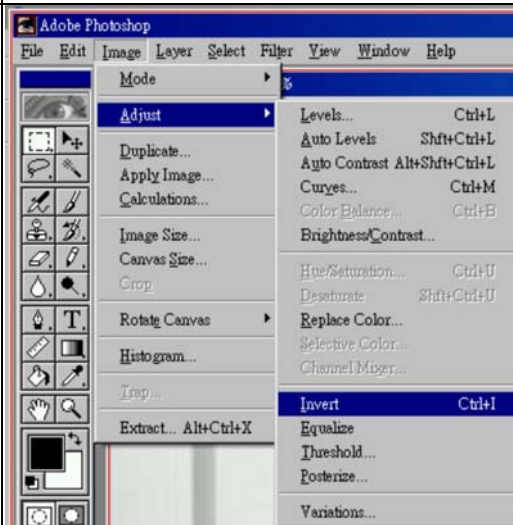 Adobe Photoshop
File Edit Image Layer Select Filter View Window Help
Mode
Adjust
Duplicate...
Apply Image...
Calculations...
Image Size...
Canvas Size...
Crop
Rotate Canvas
Histogram...
Trap...
Extract... Alt+Ctrl+X
%
Levels... Ctrl+L
Auto Levels Shft+Ctrl+L
Auto Contrast Alt+Shft+Ctrl+L
Curves... Ctrl+M
Color Balance... Ctrl+B
Brightness/Contrast...
Hue/Saturation... Ctrl+U
Desaturate Shft+Ctrl+U
Replace Color...
Selective Color...
Channel Mixer...
Invert Ctrl+I
Equalize
Threshold...
Posterize...
Variations...
T